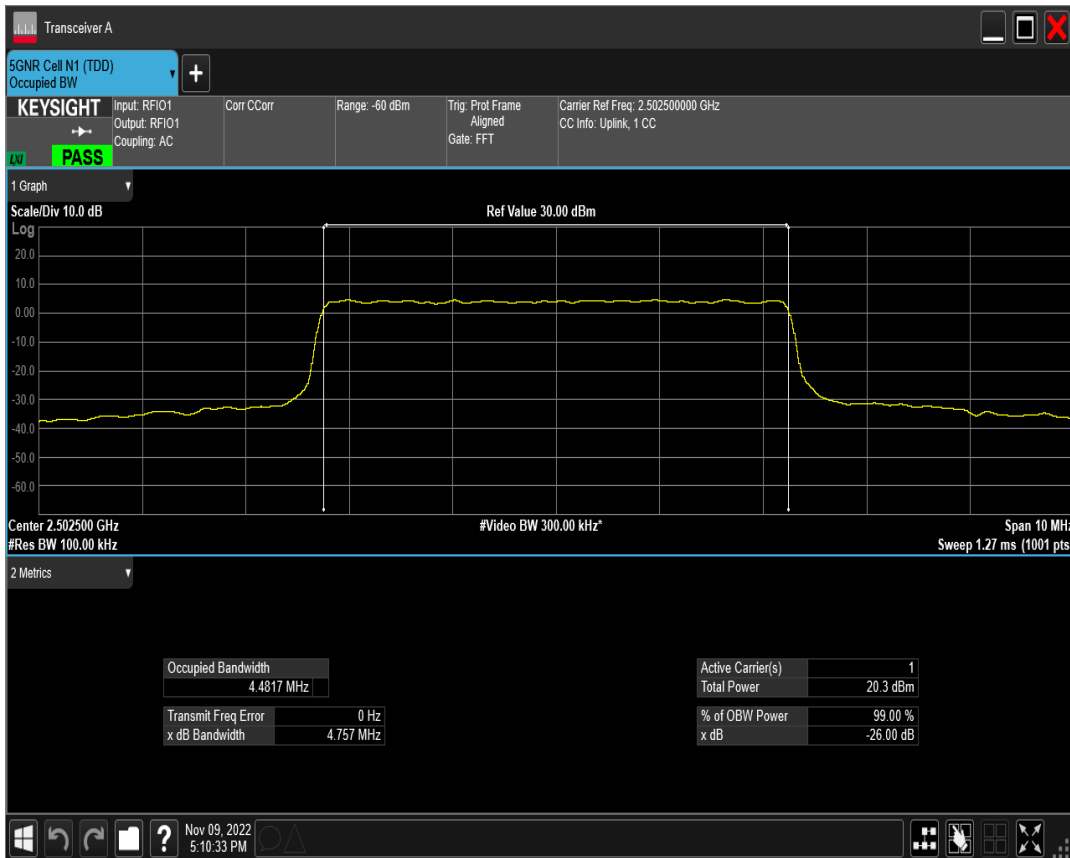 Transceiver A
5GNR Cell N1 (TDD)
Occupied BW
+
KEYSIGHT
LXI
PASS
Input: RFIO1
Output: RFIO1
Coupling: AC
Corr CCorr
Range: -60 dBm
Trig: Prot Frame
Aligned
Gate: FFT
Carrier Ref Freq: 2.502500000 GHz
CC Info: Uplink, 1 CC
1 Graph
Scale/Div 10.0 dB
Ref Value 30.00 dBm
Log
20.0
10.0
0.00
-10.0
-20.0
-30.0
-40.0
-50.0
-60.0
Center 2.502500 GHz
#Video BW 300.00 kHz*
Span 10 MHz
#Res BW 100.00 kHz
Sweep 1.27 ms (1001 pts
2 Metrics
Occupied Bandwidth
4.4817 MHz
Transmit Freq Error 0 Hz
x dB Bandwidth 4.757 MHz
Active Carrier(s) 1
Total Power 20.3 dBm
% of OBW Power 99.00 %
x dB -26.00 dB
?
Nov 09, 2022
5:10:33 PM